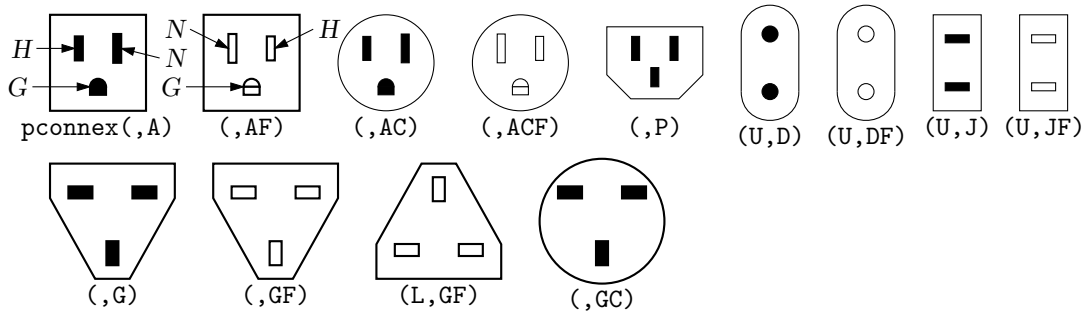 N N H
H N
G G
pconnex(,A) (,AF) (,AC) (,ACF) (,P) (U,D) (U,DF) (U,J) (U,JF)
(,G) (,GF) (L,GF) (,GC)